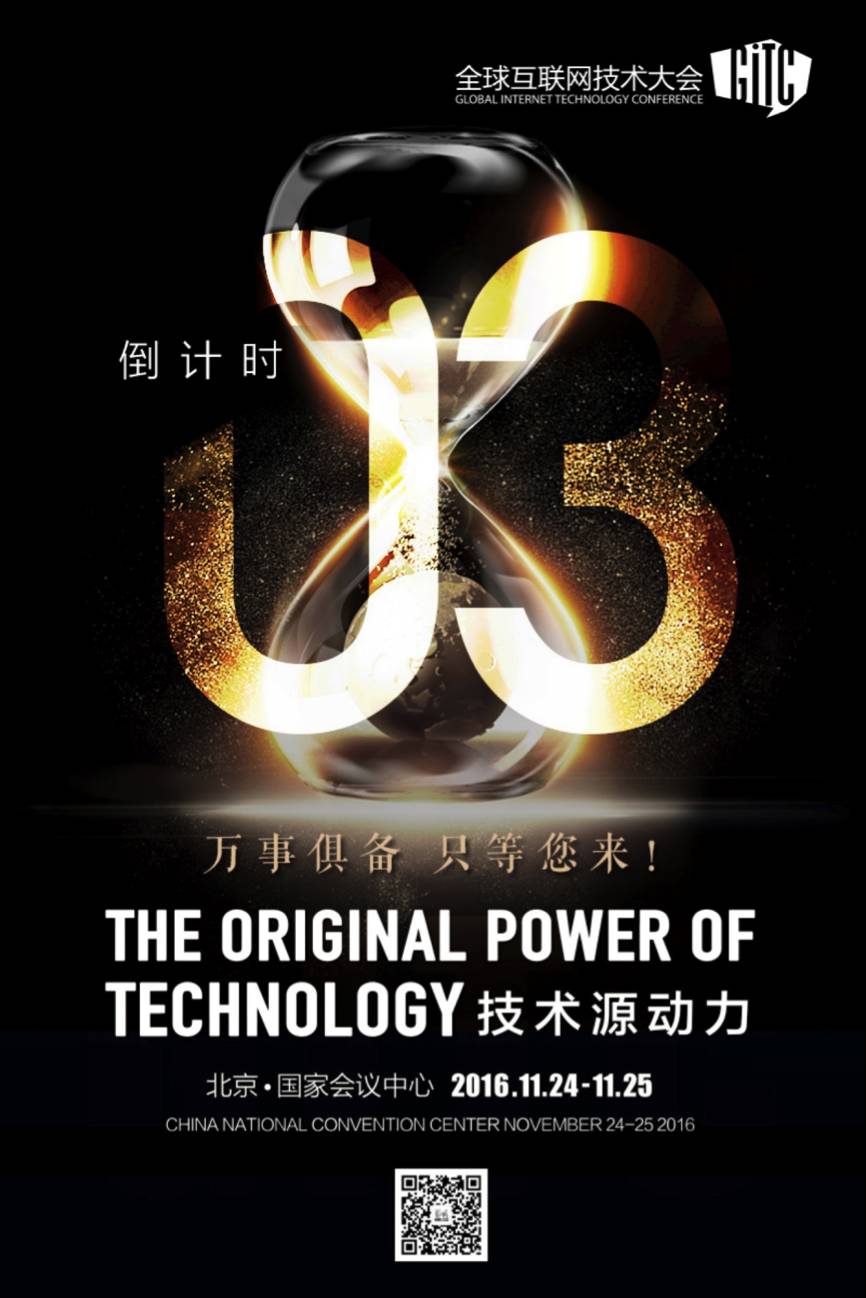 全球互联网技术大会
GLOBAL INTERNET TECHNOLOGY CONFERENCE
GiTC
倒计时
03
万事俱备 只等您来!
THE ORIGINAL POWER OF
TECHNOLOGY 技术源动力
北京·国家会议中心 2016.11.24-11.25
CHINA NATIONAL CONVENTION CENTER NOVEMBER 24-25 2016